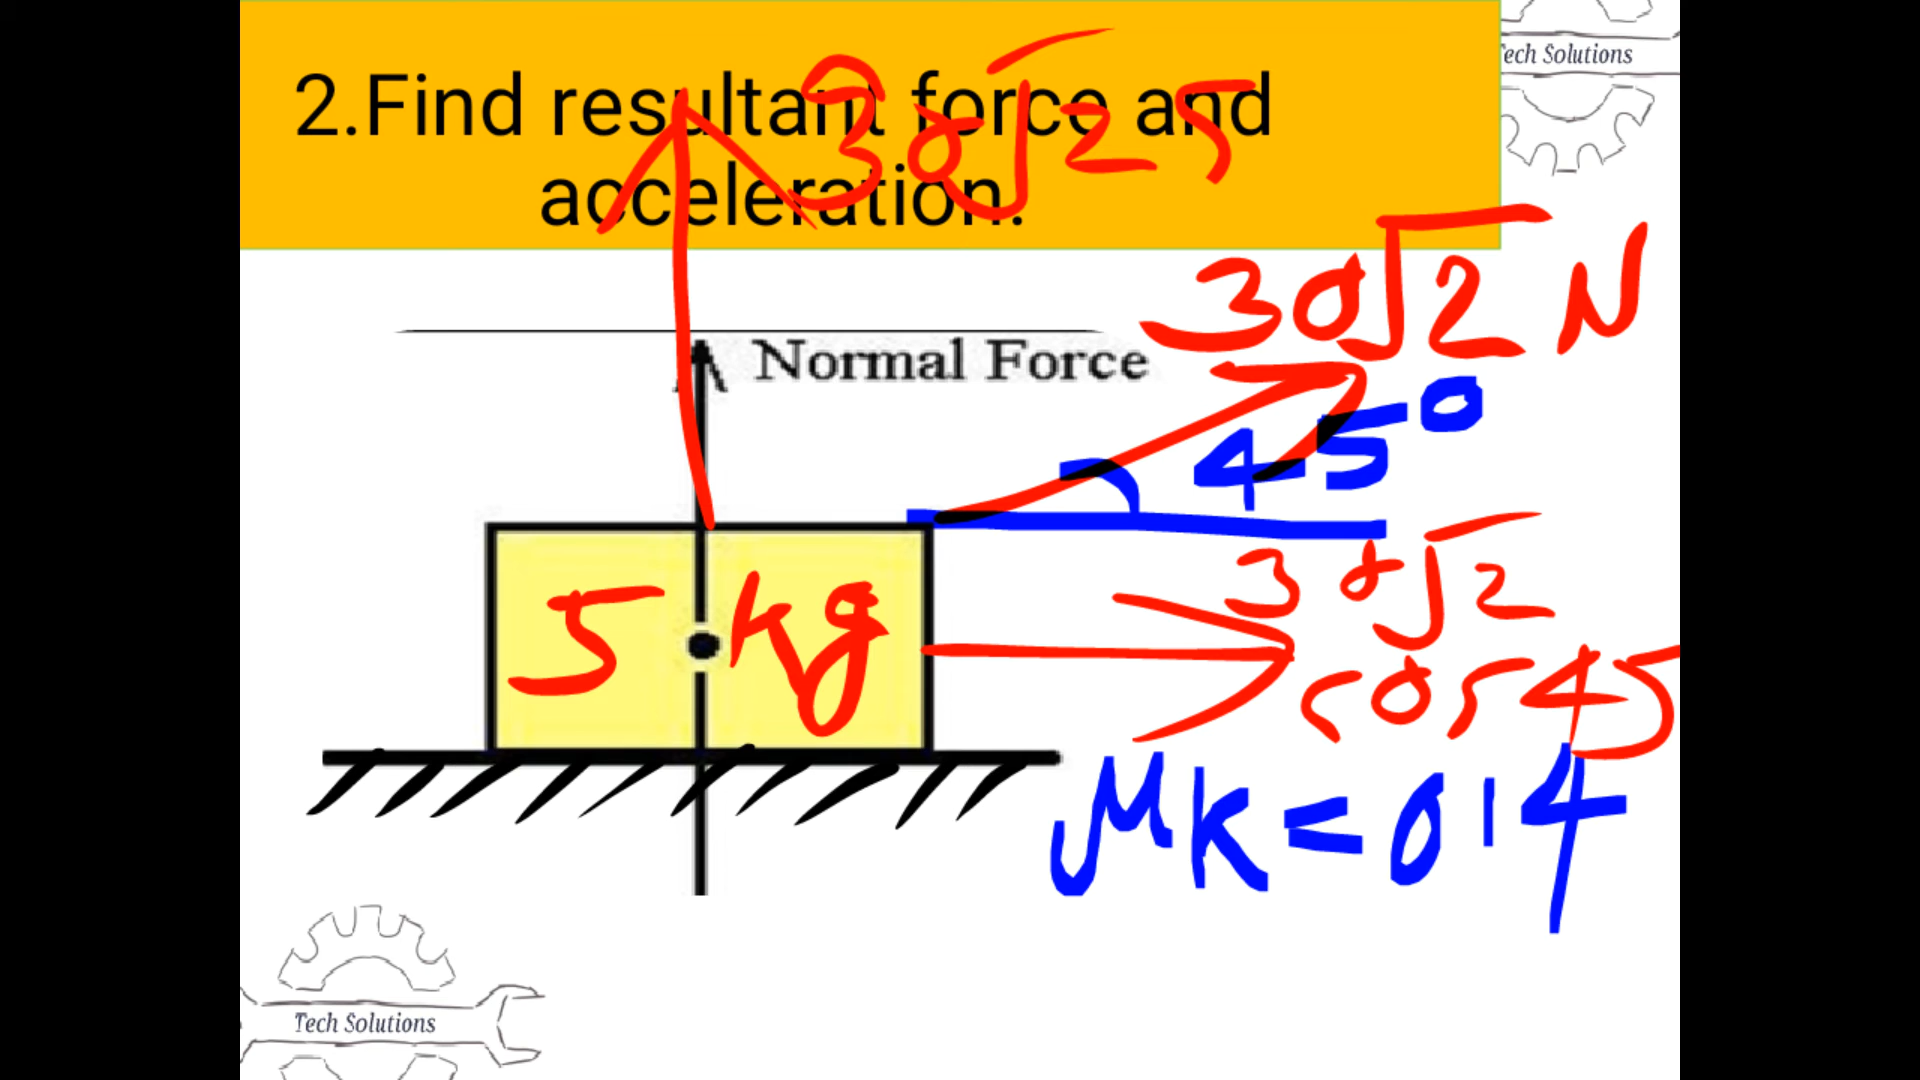 2.Find resultant force and
acceleration.
30√2 5
Tech Solutions
30√2 N
Normal Force
45°
5 kg
30√2
cos45
μk=0.4
Tech Solutions